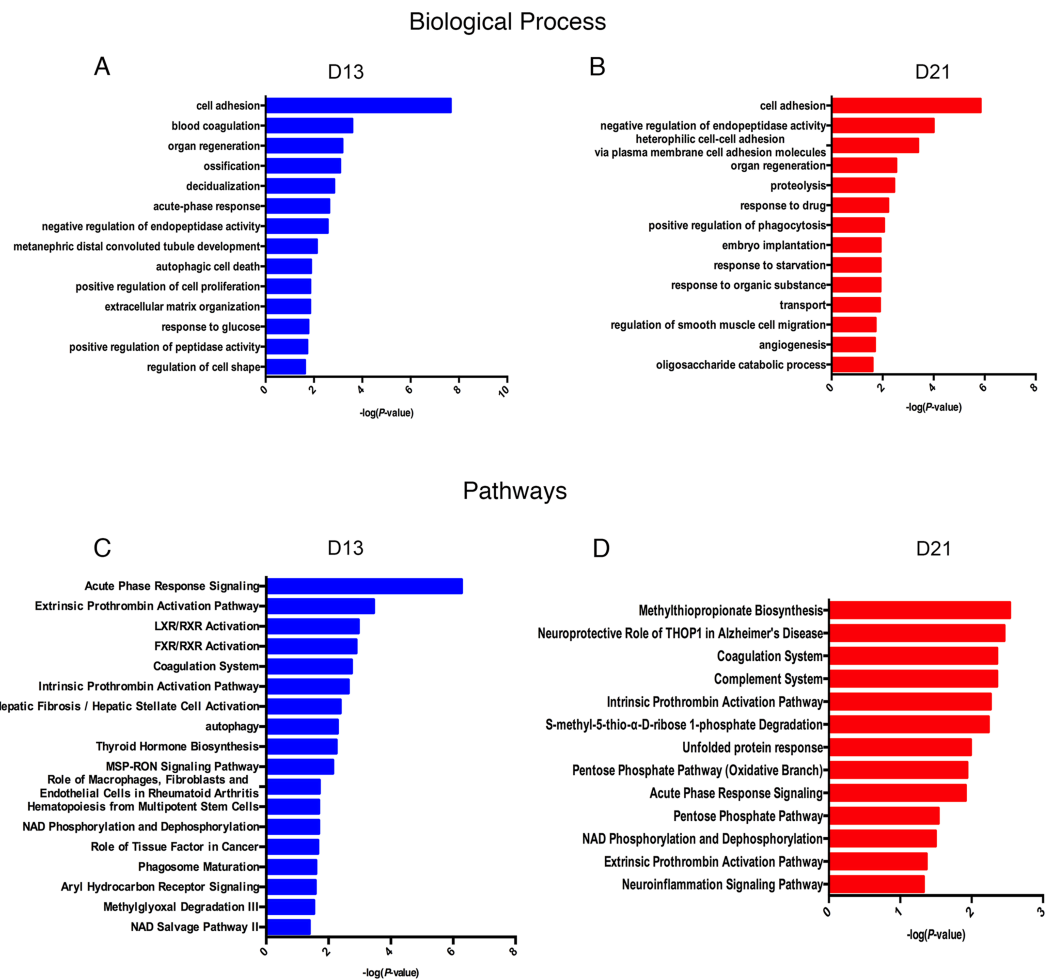 Biological Process
A
D13
cell adhesion
blood coagulation
organ regeneration
ossification
decidualization
acute-phase response
negative regulation of endopeptidase activity
metanephric distal convoluted tubule development
autophagic cell death
positive regulation of cell proliferation
extracellular matrix organization
response to glucose
positive regulation of peptidase activity
regulation of cell shape
0 2 4 6 8 10
-log(P-value)
B
D21
cell adhesion
negative regulation of endopeptidase activity
heterophilic cell-cell adhesion
via plasma membrane cell adhesion molecules
organ regeneration
proteolysis
response to drug
positive regulation of phagocytosis
embryo implantation
response to starvation
response to organic substance
transport
regulation of smooth muscle cell migration
angiogenesis
oligosaccharide catabolic process
0 2 4 6 8
-log(P-value)
Pathways
C
D13
Acute Phase Response Signaling
Extrinsic Prothrombin Activation Pathway
LXR/RXR Activation
FXR/RXR Activation
Coagulation System
Intrinsic Prothrombin Activation Pathway
epatic Fibrosis / Hepatic Stellate Cell Activation
autophagy
Thyroid Hormone Biosynthesis
MSP-RON Signaling Pathway
Role of Macrophages, Fibroblasts and
Endothelial Cells in Rheumatoid Arthritis
Hematopoiesis from Multipotent Stem Cells
NAD Phosphorylation and Dephosphorylation
Role of Tissue Factor in Cancer
Phagosome Maturation
Aryl Hydrocarbon Receptor Signaling
Methylglyoxal Degradation III
NAD Salvage Pathway II
0 2 4 6 8
-log(P-value)
D
D21
Methylthiopropionate Biosynthesis
Neuroprotective Role of THOP1 in Alzheimer's Disease
Coagulation System
Complement System
Intrinsic Prothrombin Activation Pathway
S-methyl-5-thio-α-D-ribose 1-phosphate Degradation
Unfolded protein response
Pentose Phosphate Pathway (Oxidative Branch)
Acute Phase Response Signaling
Pentose Phosphate Pathway
NAD Phosphorylation and Dephosphorylation
Extrinsic Prothrombin Activation Pathway
Neuroinflammation Signaling Pathway
0 1 2 3
-log(P-value)